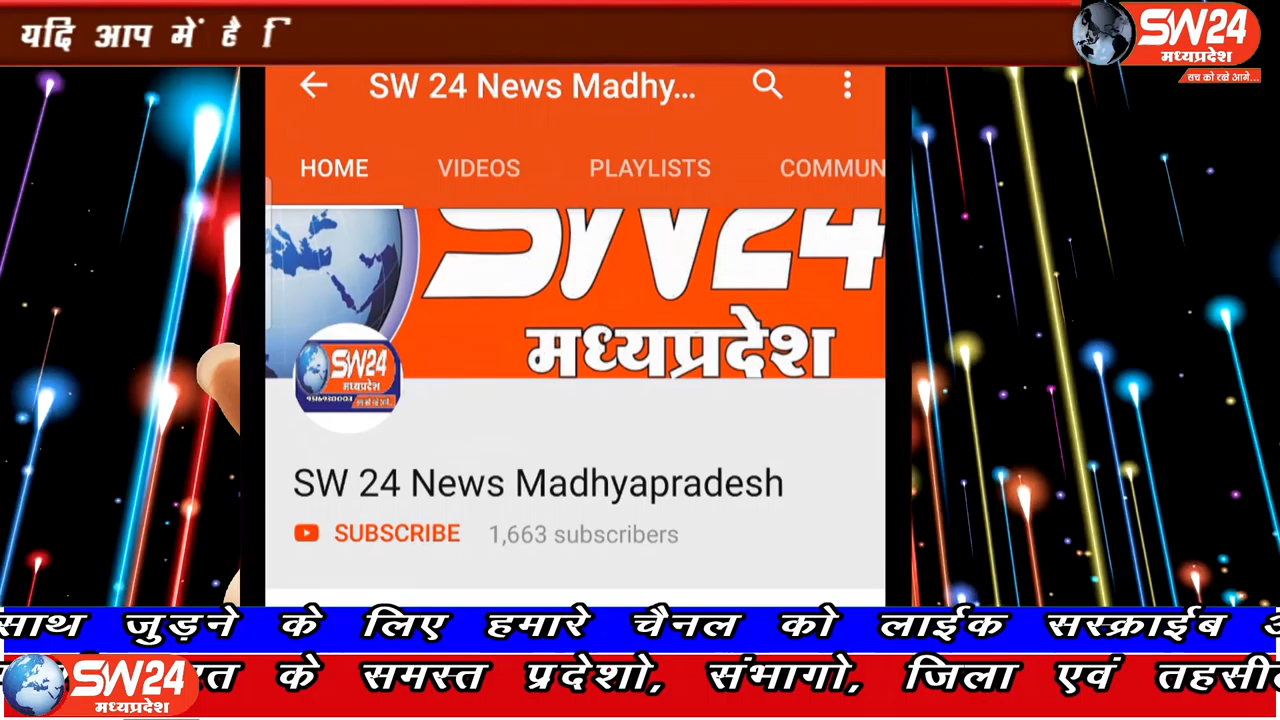 यदि आप में है
SW24
मध्यप्रदेश
सच को रखे आगे...
SW 24 News Madhy...
HOME VIDEOS PLAYLISTS COMMUN
SW24
मध्यप्रदेश
SW24
मध्यप्रदेश
SW 24 News Madhyapradesh
SUBSCRIBE 1,663 subscribers
साथ जुड़ने के लिए हमारे चैनल को लाईक सस्क्राईब
के समस्त प्रदेशो, संभागो, जिला एवं तहसील
SW24
मध्यप्रदेश